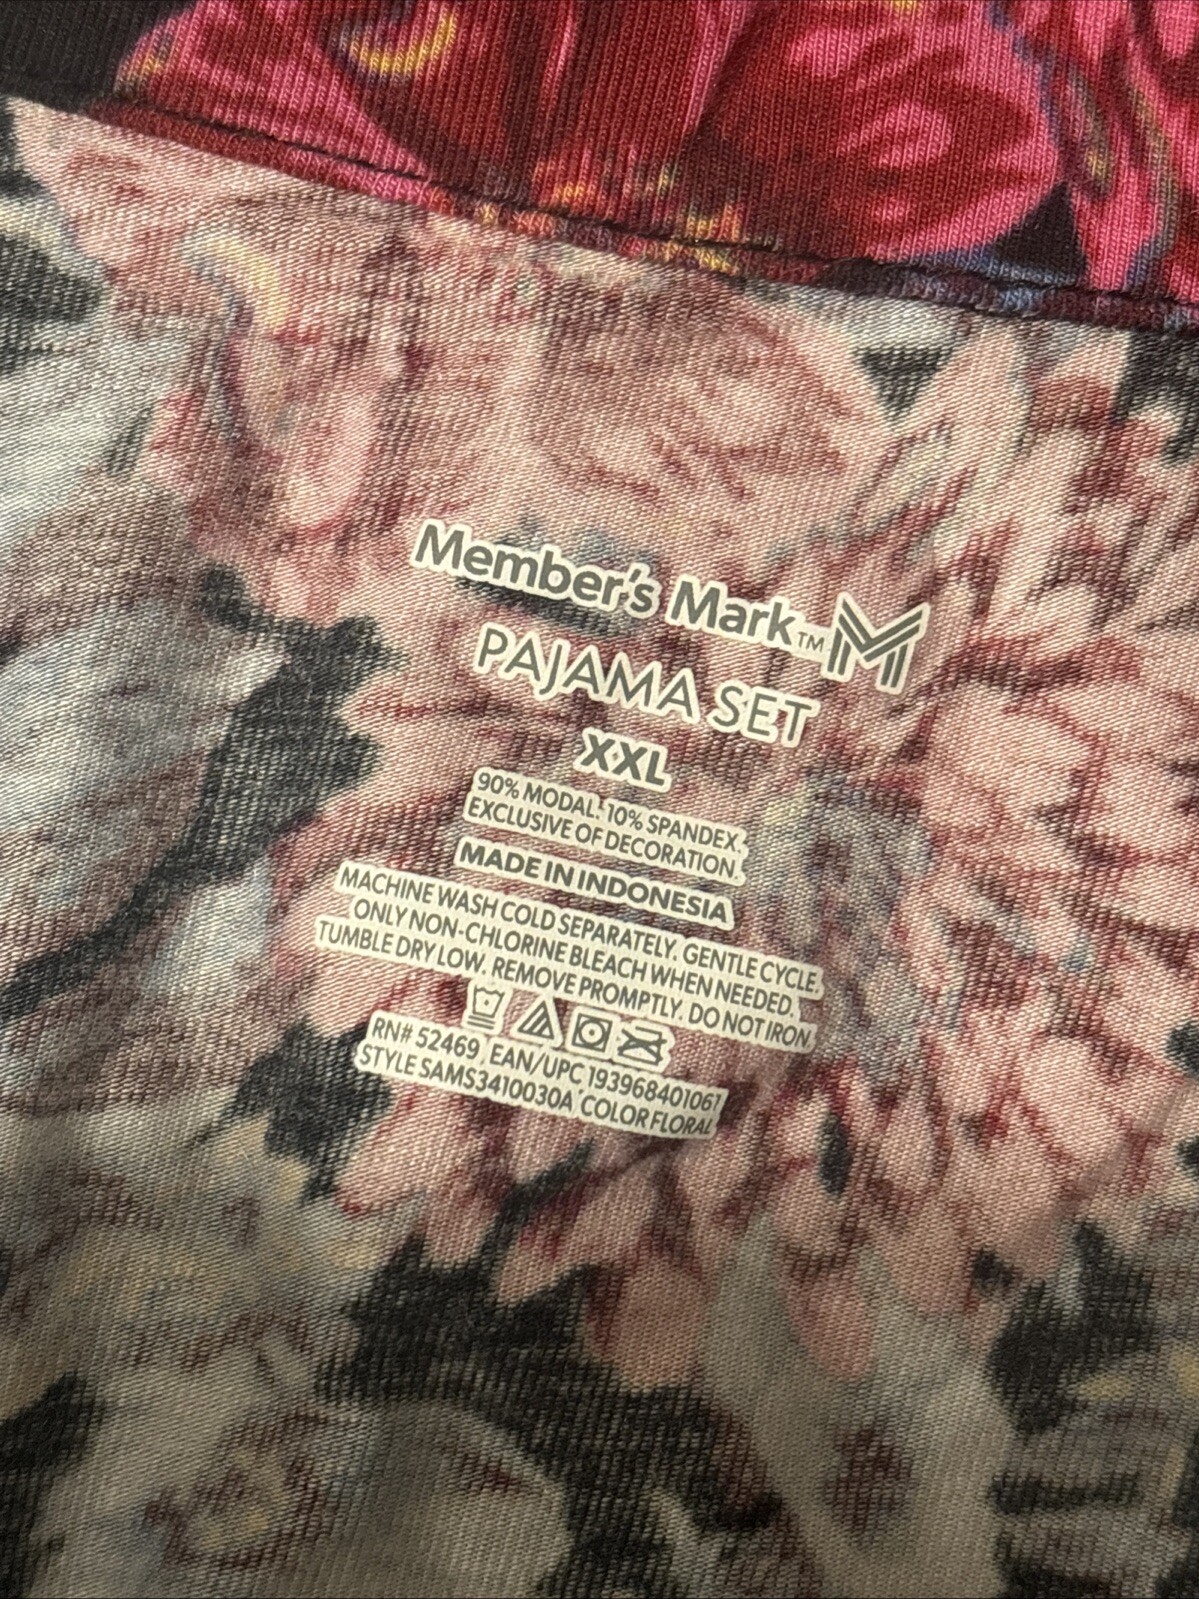 Member's Mark™ M
PAJAMA SET
XXL
90% MODAL. 10% SPANDEX.
EXCLUSIVE OF DECORATION.
MADE IN INDONESIA
MACHINE WASH COLD SEPARATELY. GENTLE CYCLE.
ONLY NON-CHLORINE BLEACH WHEN NEEDED.
TUMBLE DRY LOW. REMOVE PROMPTLY. DO NOT IRON.
RN# 52469 EAN/UPC 193968401067
STYLE SAMS3410030A COLOR FLORAL